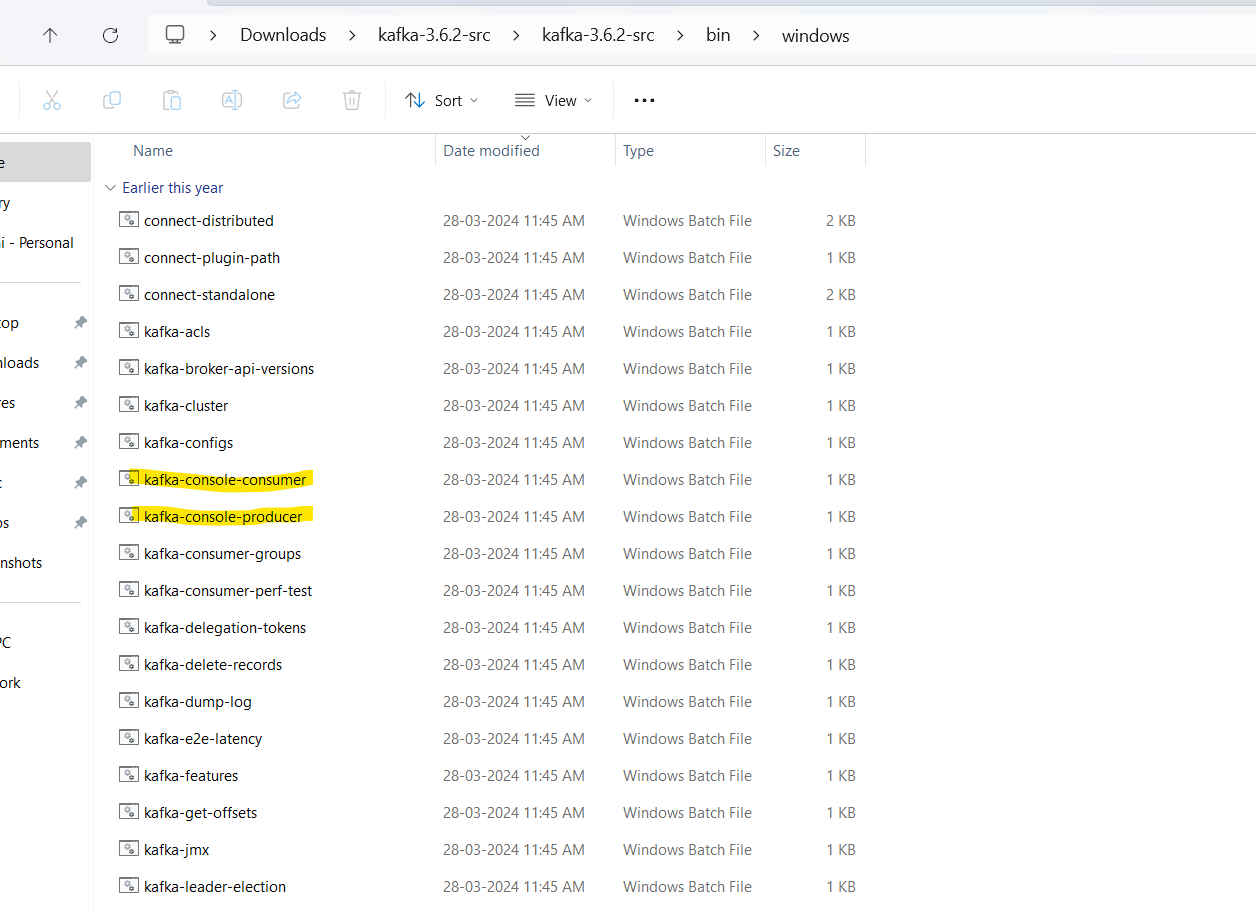 Downloads > kafka-3.6.2-src > kafka-3.6.2-src > bin > windows
Sort View
Name Date modified Type Size
Earlier this year
connect-distributed 28-03-2024 11:45 AM Windows Batch File 2 KB
connect-plugin-path 28-03-2024 11:45 AM Windows Batch File 1 KB
connect-standalone 28-03-2024 11:45 AM Windows Batch File 2 KB
kafka-acls 28-03-2024 11:45 AM Windows Batch File 1 KB
kafka-broker-api-versions 28-03-2024 11:45 AM Windows Batch File 1 KB
kafka-cluster 28-03-2024 11:45 AM Windows Batch File 1 KB
kafka-configs 28-03-2024 11:45 AM Windows Batch File 1 KB
kafka-console-consumer 28-03-2024 11:45 AM Windows Batch File 1 KB
kafka-console-producer 28-03-2024 11:45 AM Windows Batch File 1 KB
kafka-consumer-groups 28-03-2024 11:45 AM Windows Batch File 1 KB
kafka-consumer-perf-test 28-03-2024 11:45 AM Windows Batch File 1 KB
kafka-delegation-tokens 28-03-2024 11:45 AM Windows Batch File 1 KB
kafka-delete-records 28-03-2024 11:45 AM Windows Batch File 1 KB
kafka-dump-log 28-03-2024 11:45 AM Windows Batch File 1 KB
kafka-e2e-latency 28-03-2024 11:45 AM Windows Batch File 1 KB
kafka-features 28-03-2024 11:45 AM Windows Batch File 1 KB
kafka-get-offsets 28-03-2024 11:45 AM Windows Batch File 1 KB
kafka-jmx 28-03-2024 11:45 AM Windows Batch File 1 KB
kafka-leader-election 28-03-2024 11:45 AM Windows Batch File 1 KB
e
ry
i - Personal
top
nloads
res
ments
c
os
nshots
PC
ork